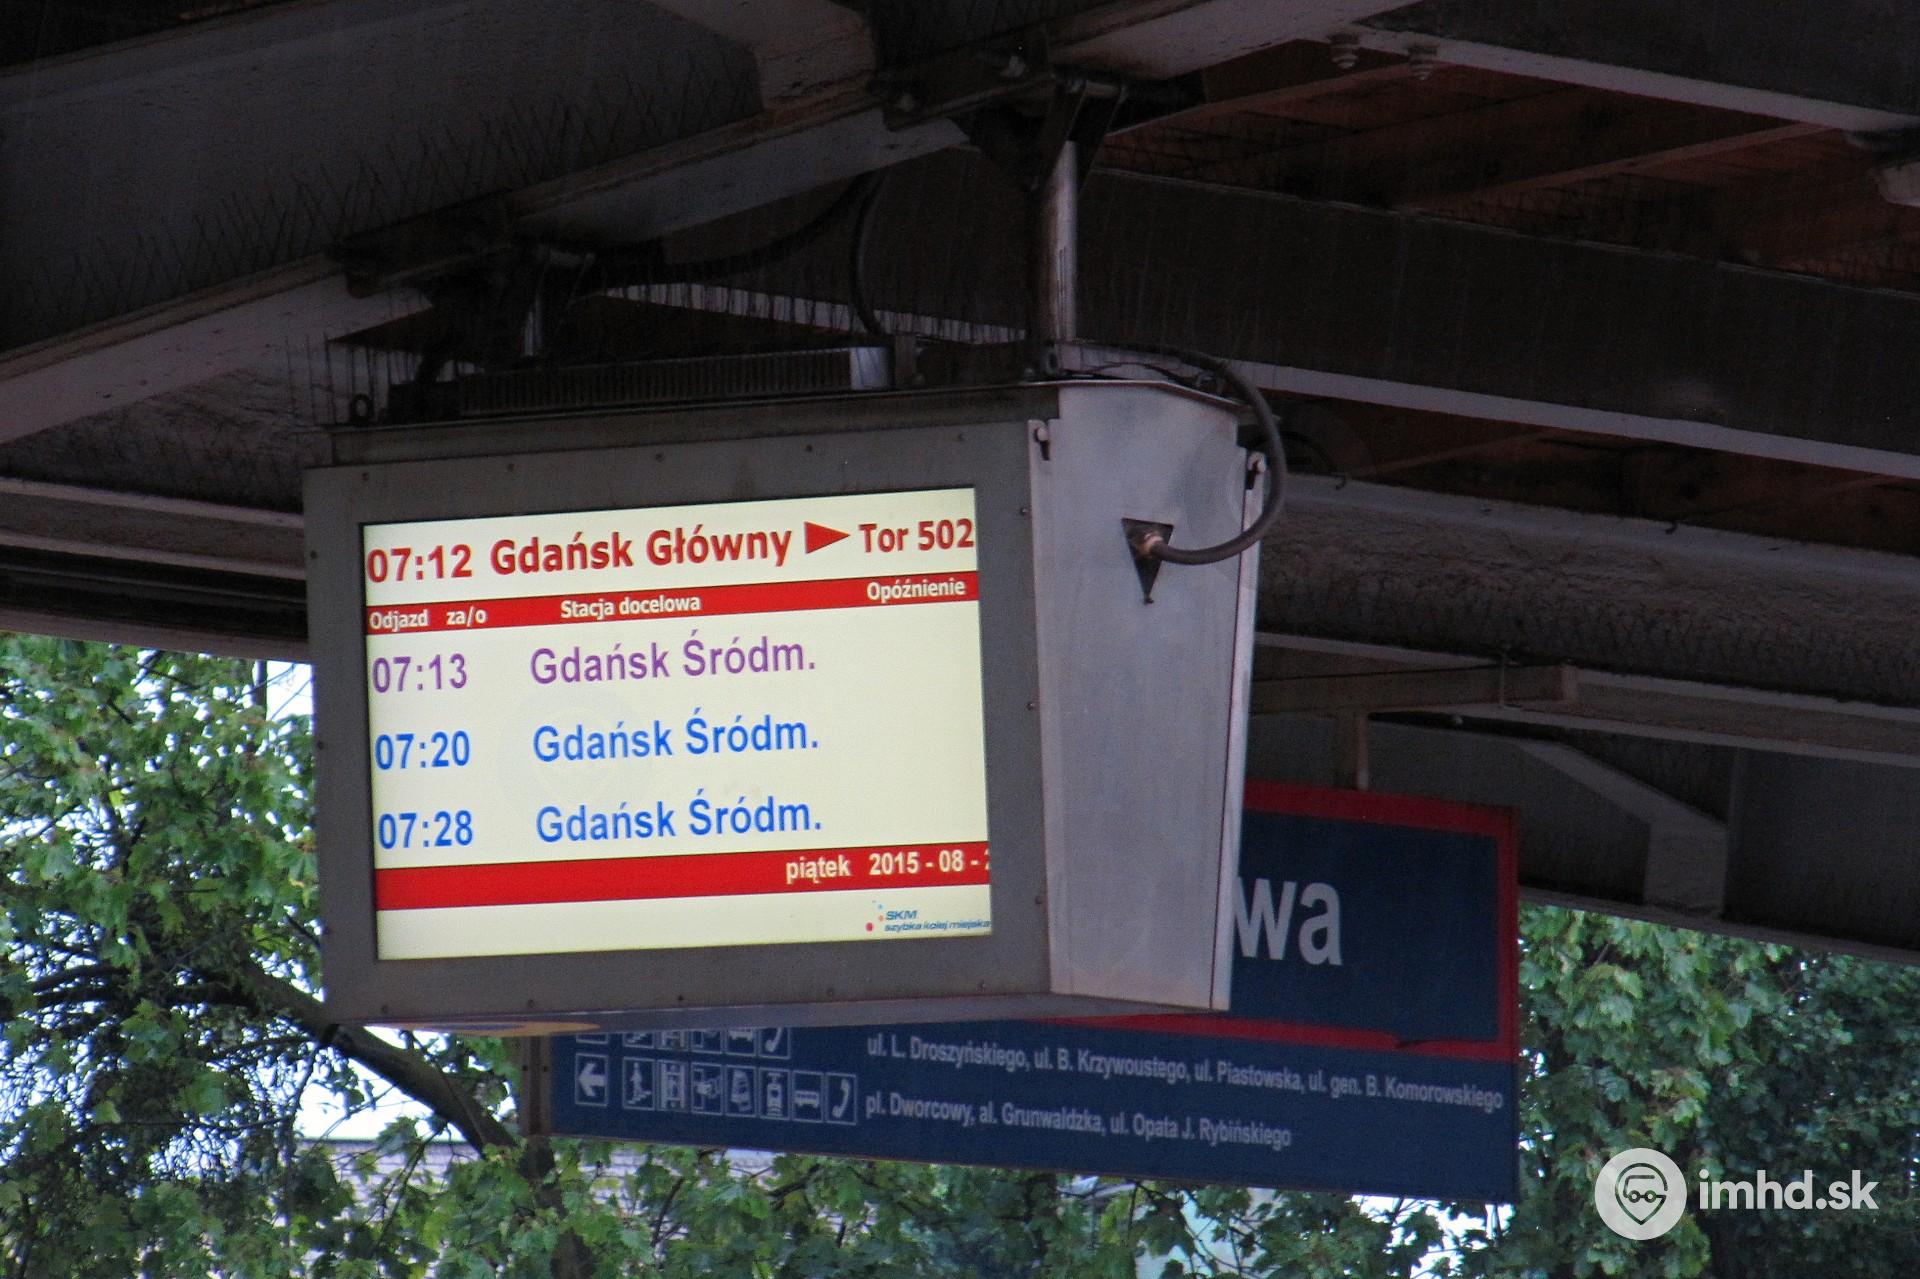 07:12 Gdańsk Główny Tor 502
Odjazd za/o Stacja docelowa Opóźnienie
07:13 Gdańsk Śródm.
07:20 Gdańsk Śródm.
07:28 Gdańsk Śródm.
piątek 2015 - 08 -
SKM
szybka kolej miejska
wa
ul. L. Droszyńskiego, ul. B. Krzywoustego, ul. Piastowska, ul. gen. B. Komorowskiego
pl. Dworcowy, al. Grunwaldzka, ul. Opata J. Rybińskiego
imhd.sk